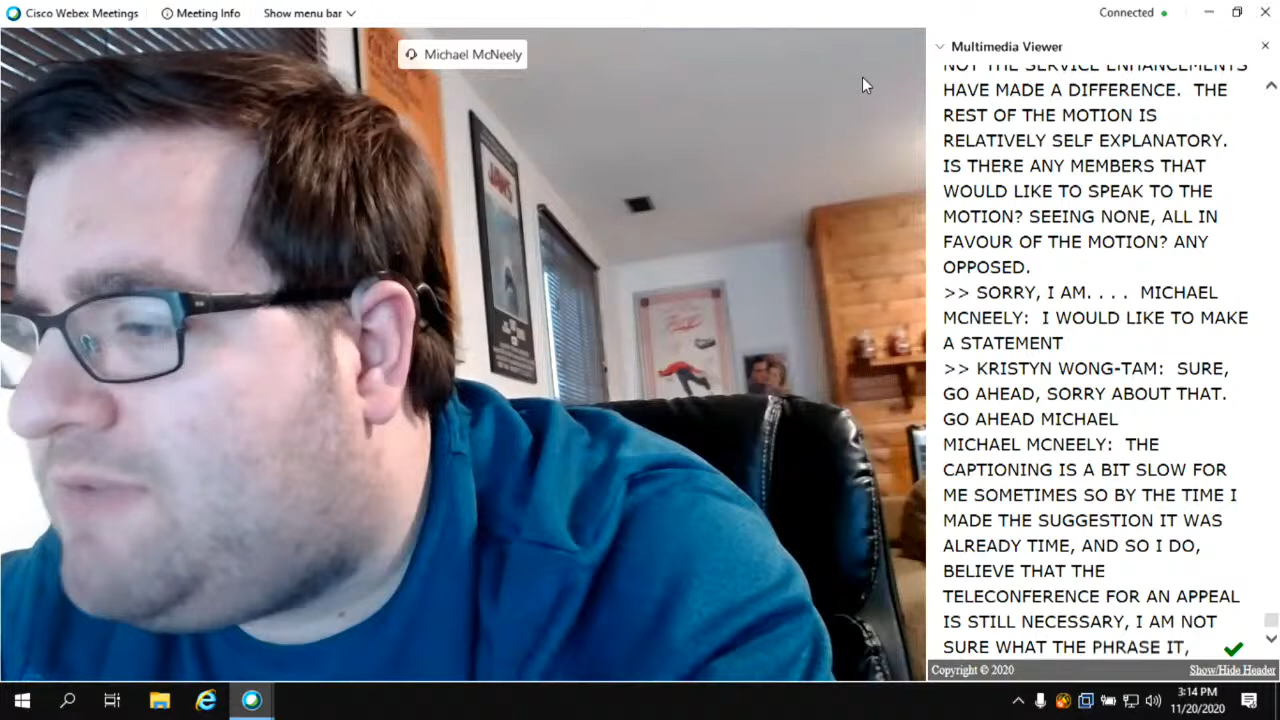 Cisco Webex Meetings
Meeting Info
Show menu bar
Connected
Michael McNeely
Multimedia Viewer
NOT THE SERVICE ENHANCEMENTS
HAVE MADE A DIFFERENCE.  THE
REST OF THE MOTION IS
RELATIVELY SELF EXPLANATORY.
IS THERE ANY MEMBERS THAT
WOULD LIKE TO SPEAK TO THE
MOTION? SEEING NONE, ALL IN
FAVOUR OF THE MOTION? ANY
OPPOSED.
>> SORRY, I AM. . . .  MICHAEL
MCNEELY:  I WOULD LIKE TO MAKE
A STATEMENT
>> KRISTYN WONG-TAM:  SURE,
GO AHEAD, SORRY ABOUT THAT.
GO AHEAD MICHAEL
MICHAEL MCNEELY:  THE
CAPTIONING IS A BIT SLOW FOR
ME SOMETIMES SO BY THE TIME I
MADE THE SUGGESTION IT WAS
ALREADY TIME, AND SO I DO,
BELIEVE THAT THE
TELECONFERENCE FOR AN APPEAL
IS STILL NECESSARY, I AM NOT
SURE WHAT THE PHRASE IT,
Copyright © 2020
Show/Hide Header
JAWS
3:14 PM
11/20/2020